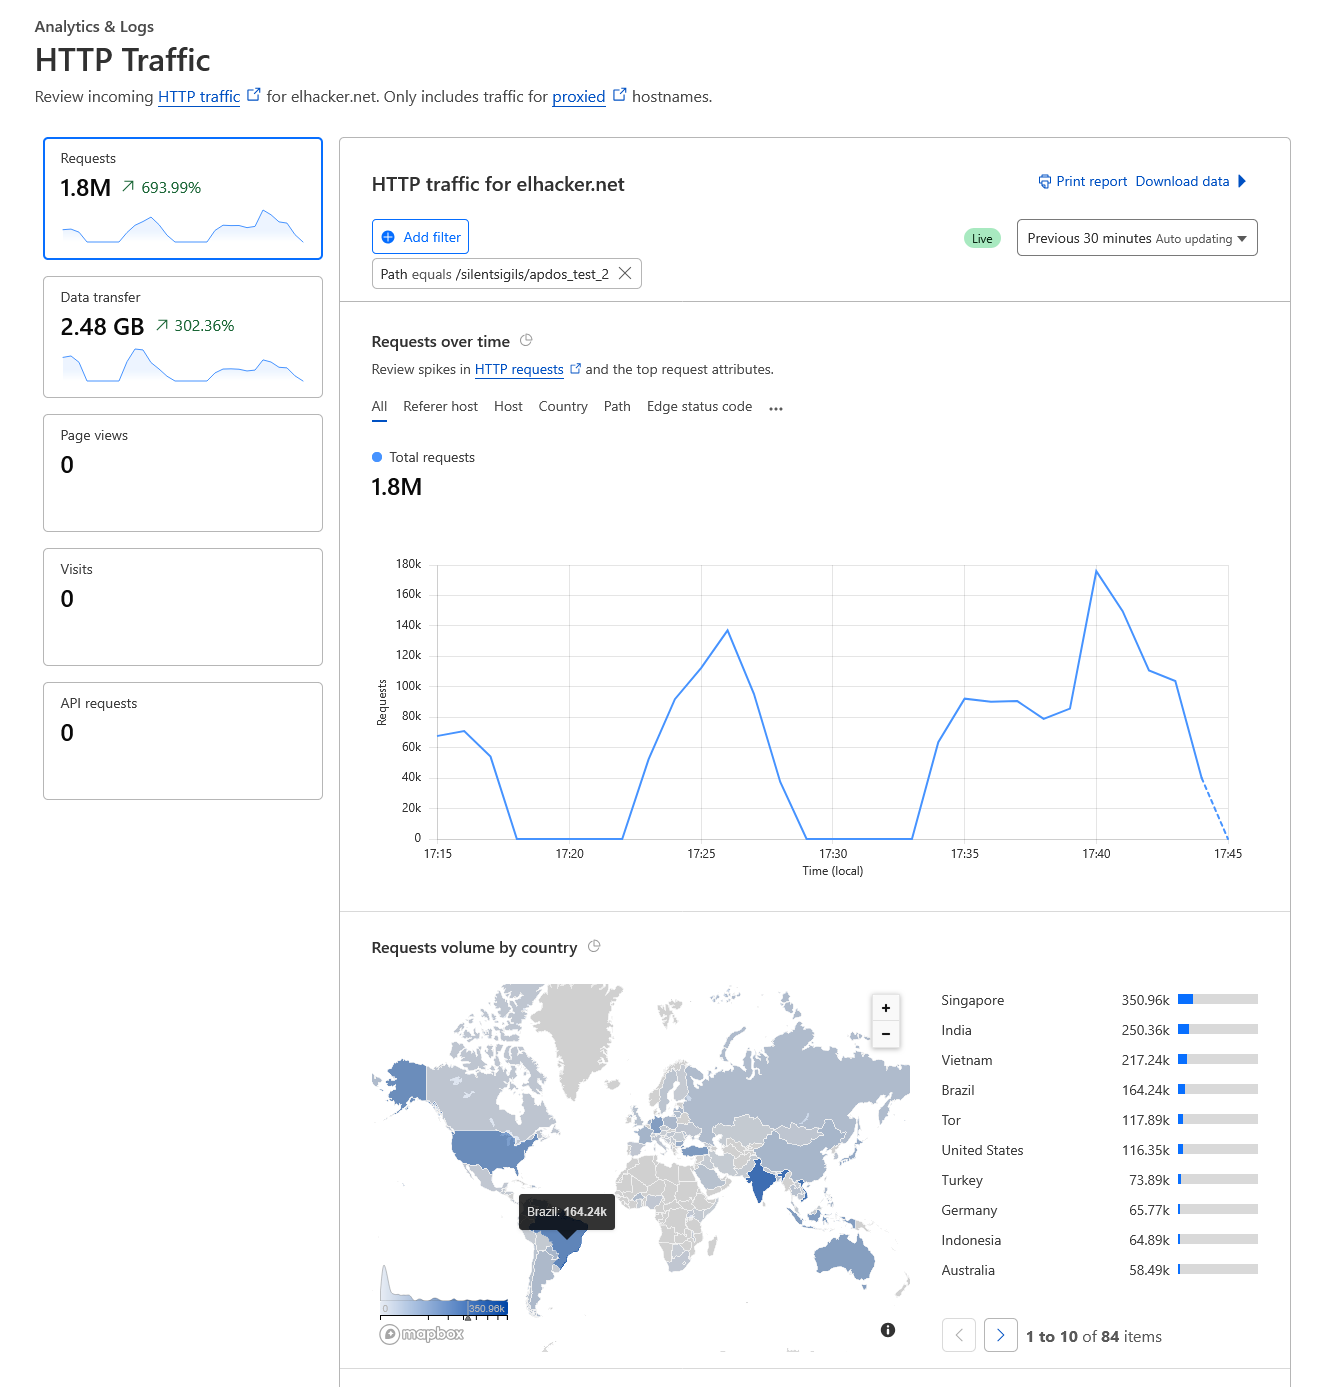 Analytics & Logs
HTTP Traffic
Review incoming HTTP traffic for elhacker.net. Only includes traffic for proxied hostnames.
Requests
1.8M 693.99%
Data transfer
2.48 GB 302.36%
Page views
0
Visits
0
API requests
0
HTTP traffic for elhacker.net
Print report Download data
Add filter
Live
Previous 30 minutes Auto updating
Path equals /silentsigils/apdos_test_2
Requests over time
Review spikes in HTTP requests and the top request attributes.
All Referer host Host Country Path Edge status code ...
Total requests
1.8M
180k
160k
140k
120k
100k
80k
60k
40k
20k
0
Requests
17:15 17:20 17:25 17:30 17:35 17:40 17:45
Time (local)
Requests volume by country
+
−
Brazil: 164.24k
0 350.96k
mapbox
Singapore 350.96k
India 250.36k
Vietnam 217.24k
Brazil 164.24k
Tor 117.89k
United States 116.35k
Turkey 73.89k
Germany 65.77k
Indonesia 64.89k
Australia 58.49k
1 to 10 of 84 items